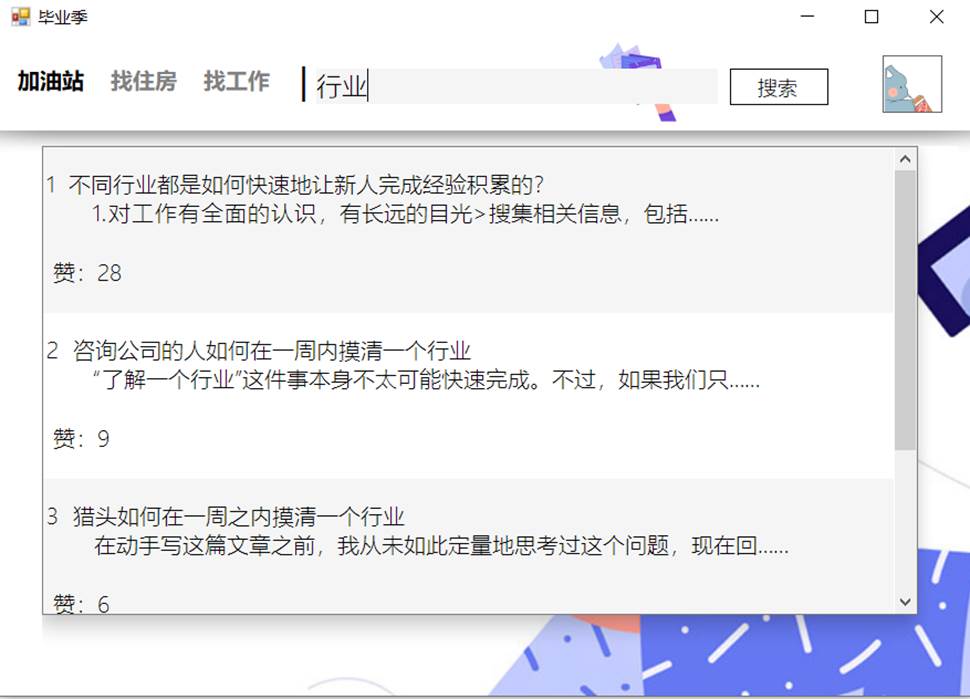 毕业季
加油站 找住房 找工作 行业 搜索
1 不同行业都是如何快速地让新人完成经验积累的?
1.对工作有全面的认识，有长远的目光>搜集相关信息，包括......
赞：28
2 咨询公司的人如何在一周内摸清一个行业
“了解一个行业”这件事本身不太可能快速完成。不过，如果我们只......
赞：9
3 猎头如何在一周之内摸清一个行业
在动手写这篇文章之前，我从未如此定量地思考过这个问题，现在回......
赞：6